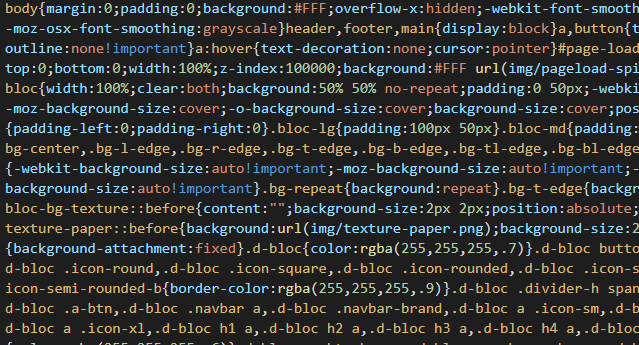 body{margin:0;padding:0;background:#FFF;overflow-x:hidden;-webkit-font-smooth
-moz-osx-font-smoothing:grayscale}header,footer,main{display:block}a,button{t
outline:none!important}a:hover{text-decoration:none;cursor:pointer}#page-load
top:0;bottom:0;width:100%;z-index:100000;background:#FFF url(img/pageload-spi
bloc{width:100%;clear:both;background:50% 50% no-repeat;padding:0 50px;-webki
-moz-background-size:cover;-o-background-size:cover;background-size:cover;pos
{padding-left:0;padding-right:0}.bloc-lg{padding:100px 50px}.bloc-md{padding:
bg-center,.bg-l-edge,.bg-r-edge,.bg-t-edge,.bg-b-edge,.bg-tl-edge,.bg-bl-edge
{-webkit-background-size:auto!important;-moz-background-size:auto!important;-
background-size:auto!important}.bg-repeat{background:repeat}.bg-t-edge{backgr
bloc-bg-texture::before{content:"";background-size:2px 2px;position:absolute;
texture-paper::before{background:url(img/texture-paper.png);background-size:2
{background-attachment:fixed}.d-bloc{color:rgba(255,255,255,.7)}.d-bloc butto
d-bloc .icon-round,.d-bloc .icon-square,.d-bloc .icon-rounded,.d-bloc .icon-s
icon-semi-rounded-b{border-color:rgba(255,255,255,.9)}.d-bloc .divider-h span
d-bloc .a-btn,.d-bloc .navbar a,.d-bloc .navbar-brand,.d-bloc a .icon-sm,.d-b
d-bloc a .icon-xl,.d-bloc h1 a,.d-bloc h2 a,.d-bloc h3 a,.d-bloc h4 a,.d-bloc